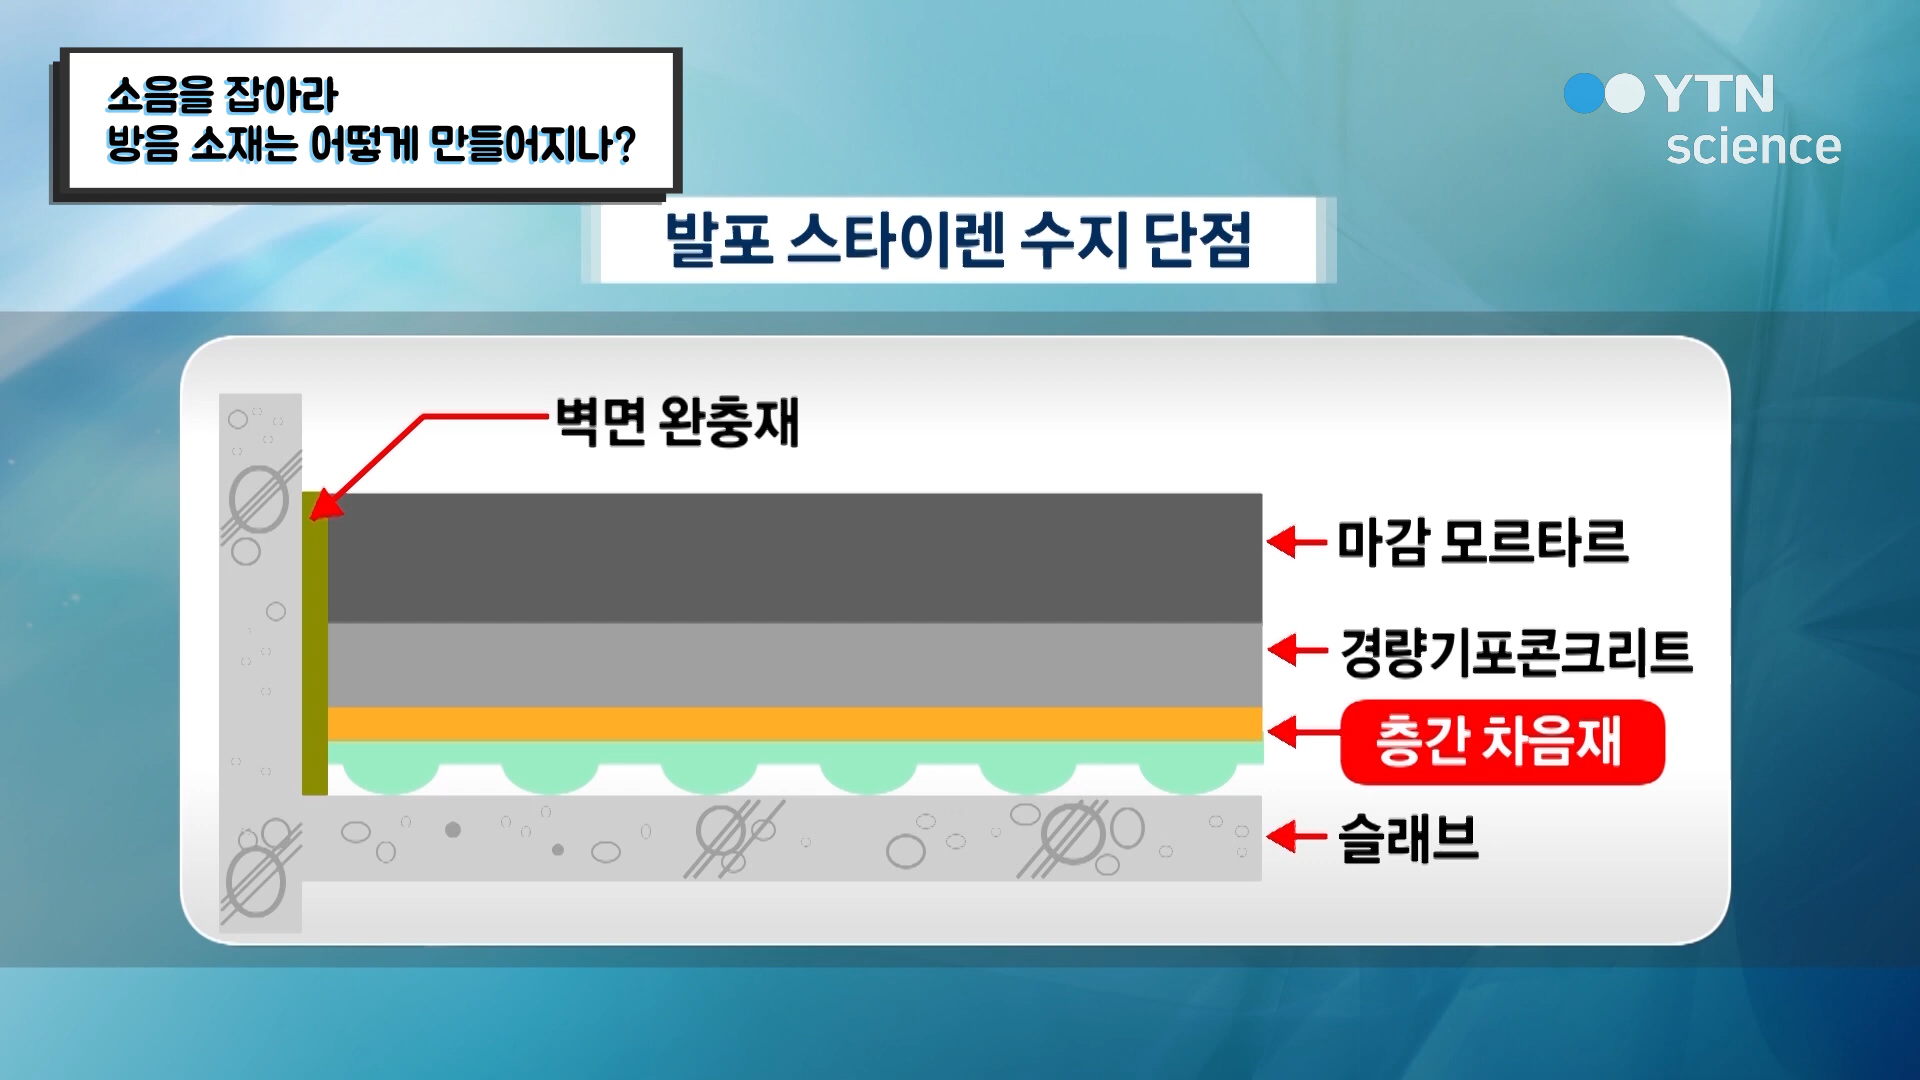 소음을 잡아라
방음 소재는 어떻게 만들어지나?
YTN
science
발포 스타이렌 수지 단점
벽면 완충재
마감 모르타르
경량기포콘크리트
층간 차음재
슬래브